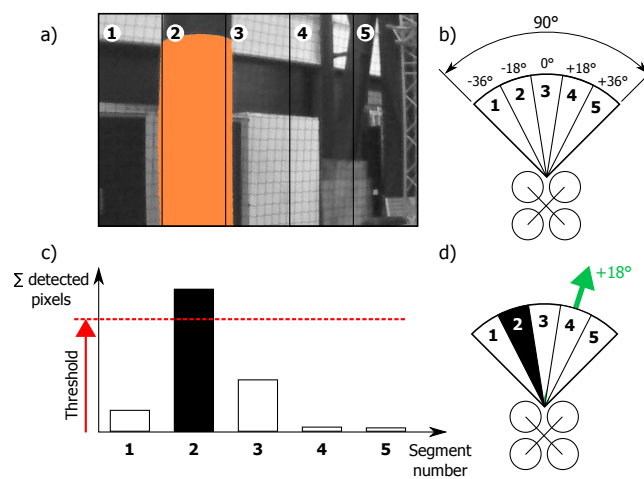 a)
1 2 3 4 5
b)
90°
-36° -18° 0° +18° +36°
1 2 3 4 5
c)
Σ detected
pixels
Threshold
1 2 3 4 5
Segment
number
d)
+18°
1 2 3 4 5